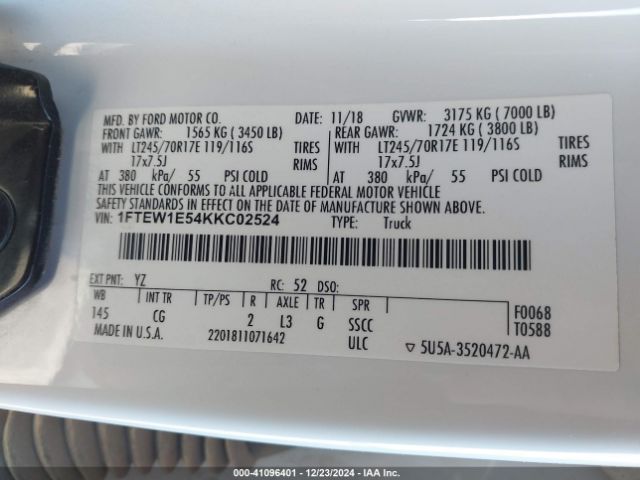 MFD. BY FORD MOTOR CO. DATE: 11/18 GVWR: 3175 KG ( 7000 LB)
FRONT GAWR: 1565 KG ( 3450 LB) REAR GAWR: 1724 KG ( 3800 LB)
WITH LT245/70R17E 119/116S TIRES WITH LT245/70R17E 119/116S TIRES
17x7.5J RIMS 17x7.5J RIMS
AT 380 kPa/ 55 PSI COLD AT 380 kPa/ 55 PSI COLD
THIS VEHICLE CONFORMS TO ALL APPLICABLE FEDERAL MOTOR VEHICLE
SAFETY STANDARDS IN EFFECT ON THE DATE OF MANUFACTURE SHOWN ABOVE.
VIN: 1FTEW1E54KKC02524 TYPE: Truck
EXT PNT: YZ RC: 52 DSO:
WB INT TR TP/PS R AXLE TR SPR
145 CG 2 L3 G SSCC
F0068
T0588
MADE IN U.S.A. 2201811071642 ULC ▽ 5U5A-3520472-AA
000-41096401 - 12/23/2024 - IAA Inc.